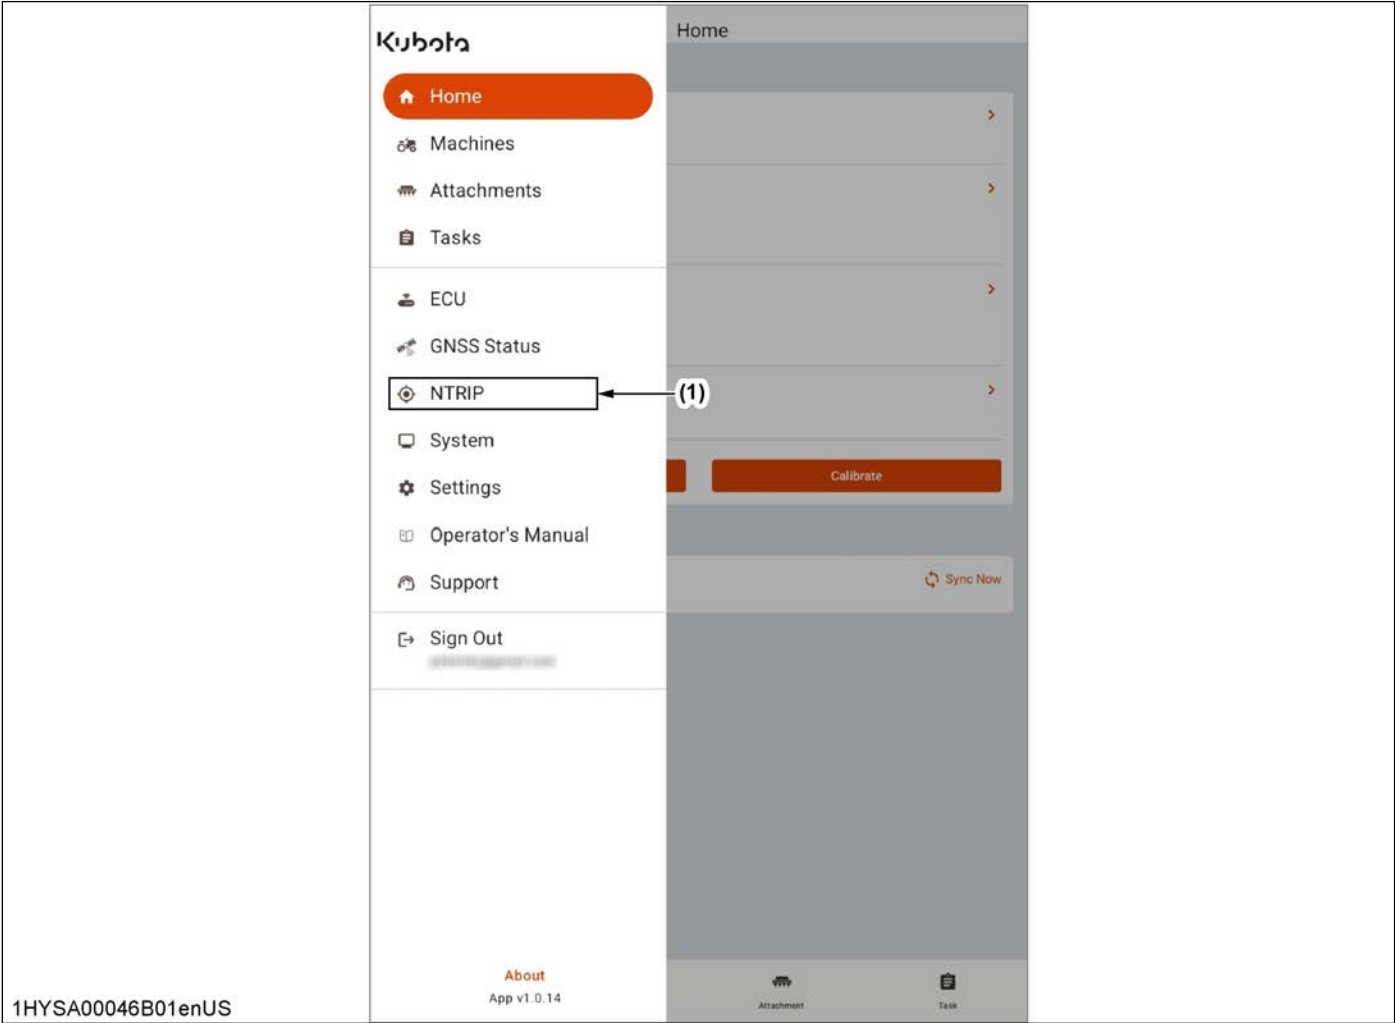 Kubota
Home
Home
Machines
Attachments
Tasks
ECU
GNSS Status
NTRIP
(1)
System
Calibrate
Settings
Operator's Manual
Sync Now
Support
Sign Out
About
App v1.0.14
Attachment
Task
1HYSA00046B01enUS